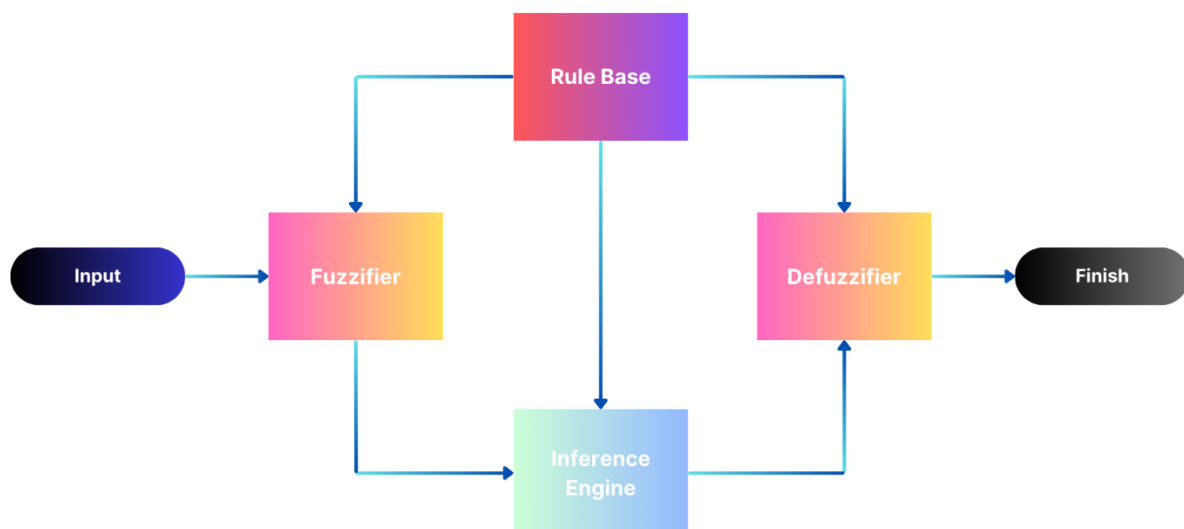 Rule Base
Input
Fuzzifier
Defuzzifier
Finish
Inference
Engine